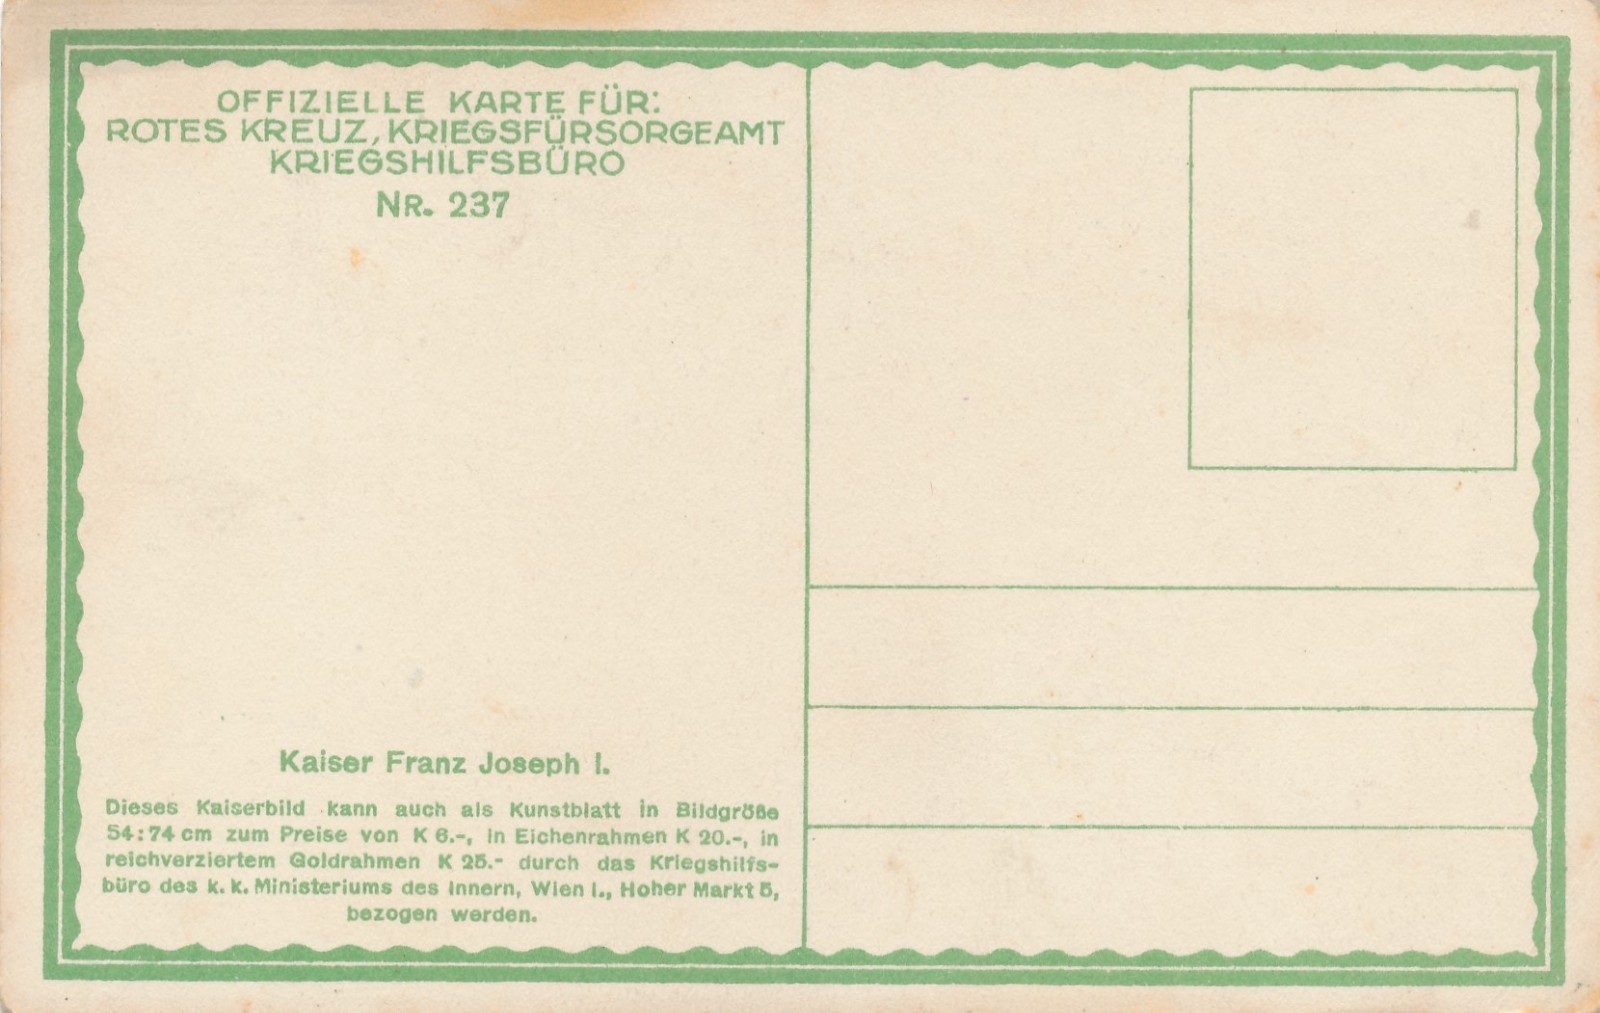 OFFIZIELLE KARTE FÜR:
ROTES KREUZ, KRIEGSFÜRSORGEAMT
KRIEGSHILFSBÜRO
NR. 237
Kaiser Franz Joseph I.
Dieses Kaiserbild kann auch als Kunstblatt in Bildgröße
54:74 cm zum Preise von K 6.-, in Eichenrahmen K 20.-, in
reichverziertem Goldrahmen K 25.- durch das Kriegshilfs-
büro des k. k. Ministeriums des Innern, Wien I., Hoher Markt 5,
bezogen werden.